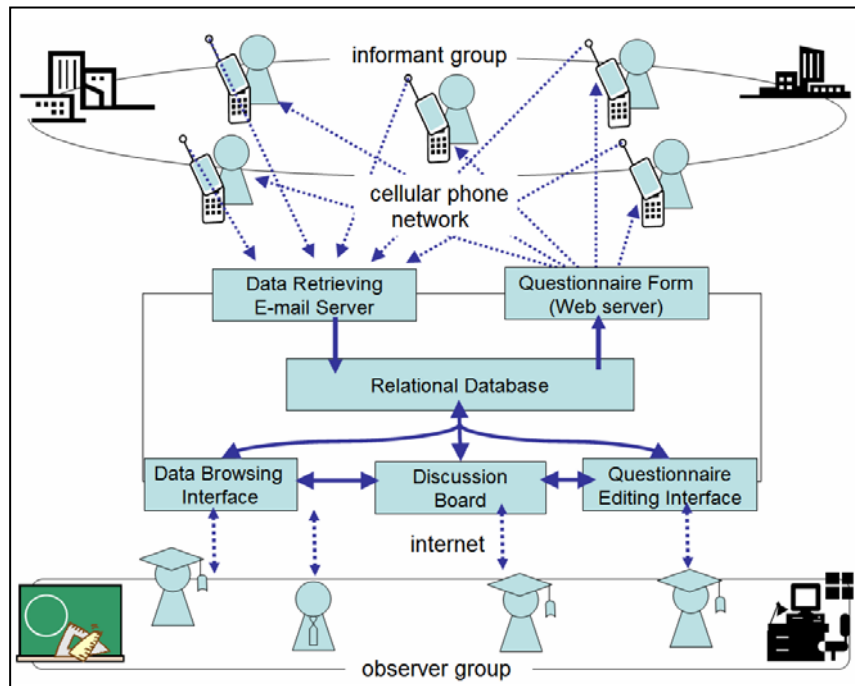 informant group
cellular phone
network
Data Retrieving
E-mail Server
Questionnaire Form
(Web server)
Relational Database
Data Browsing
Interface
Discussion
Board
Questionnaire
Editing Interface
internet
observer group